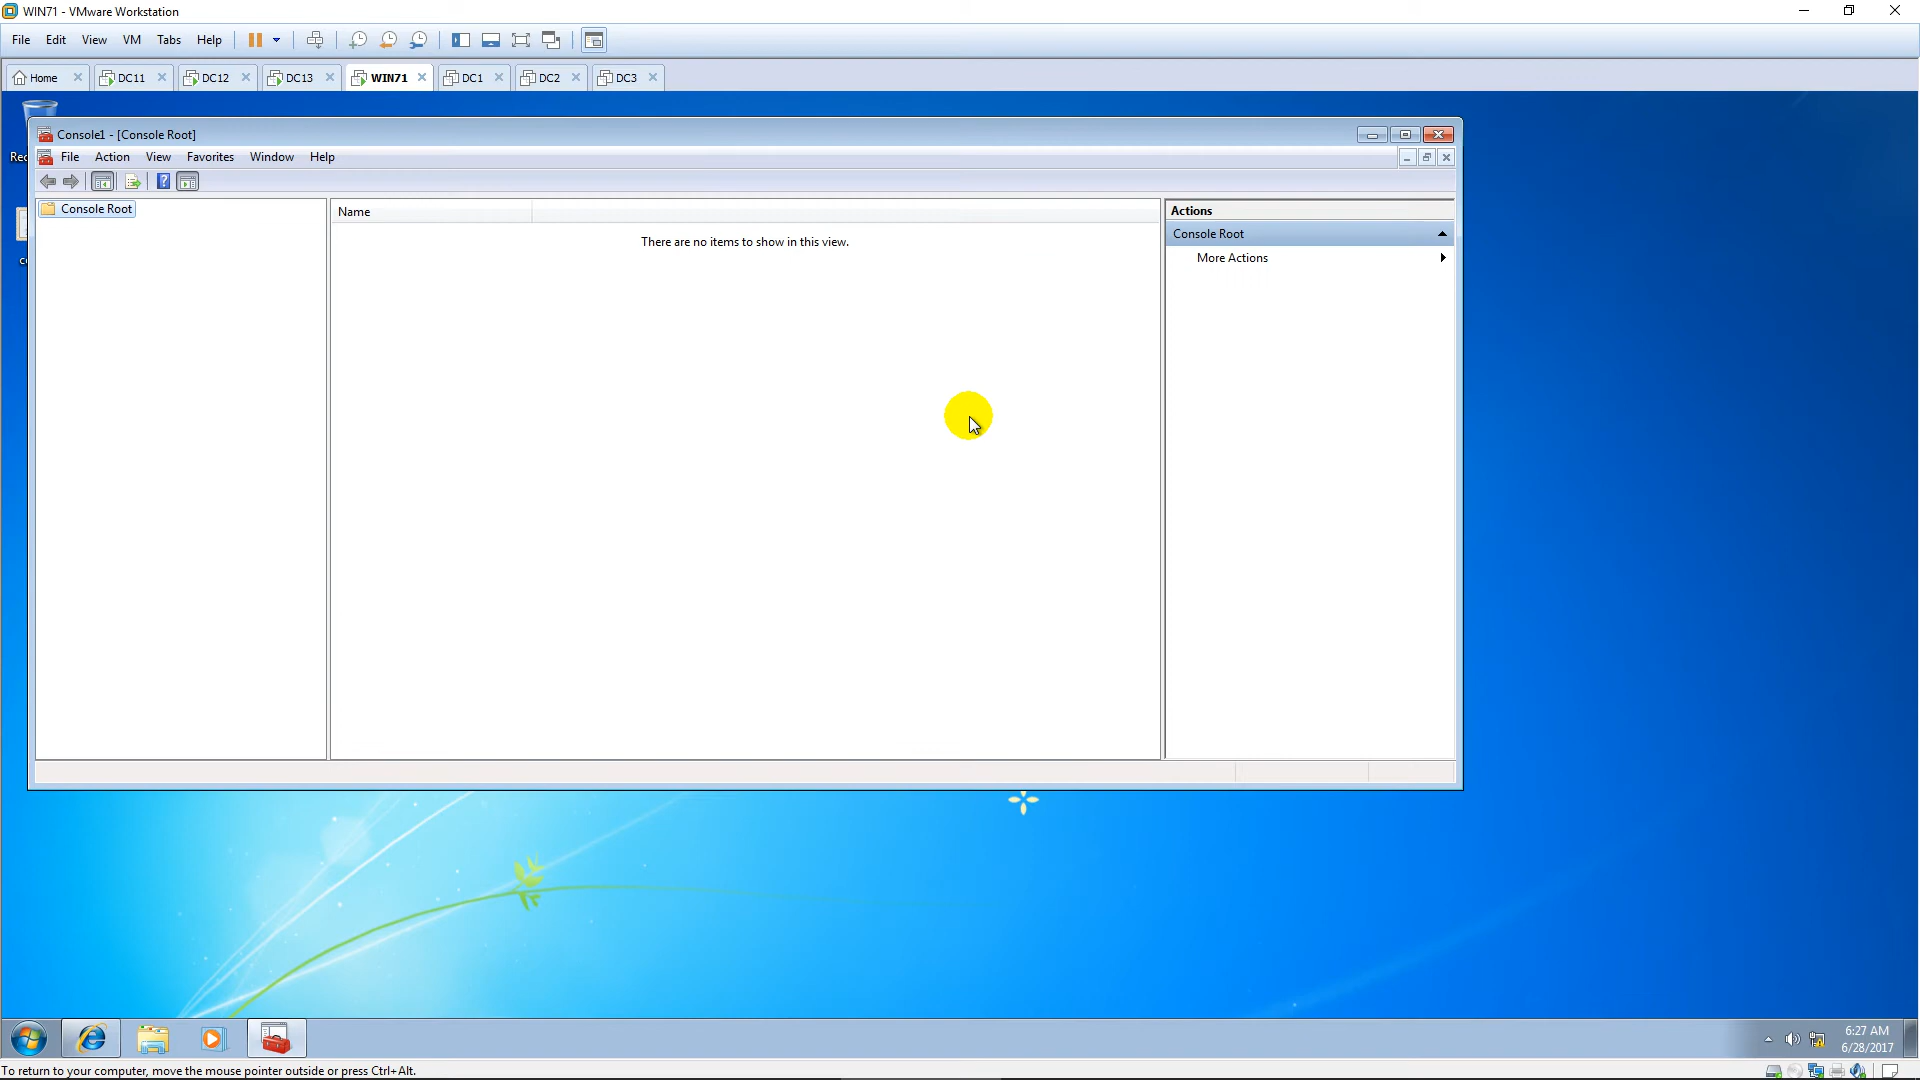 WIN71 - VMware Workstation
File Edit View VM Tabs Help
Home DC11 DC12 DC13 WIN71 DC1 DC2 DC3
Console1 - [Console Root]
File Action View Favorites Window Help
Console Root
Name
There are no items to show in this view.
Actions
Console Root
More Actions
6:27 AM
6/28/2017
To return to your computer, move the mouse pointer outside or press Ctrl+Alt.